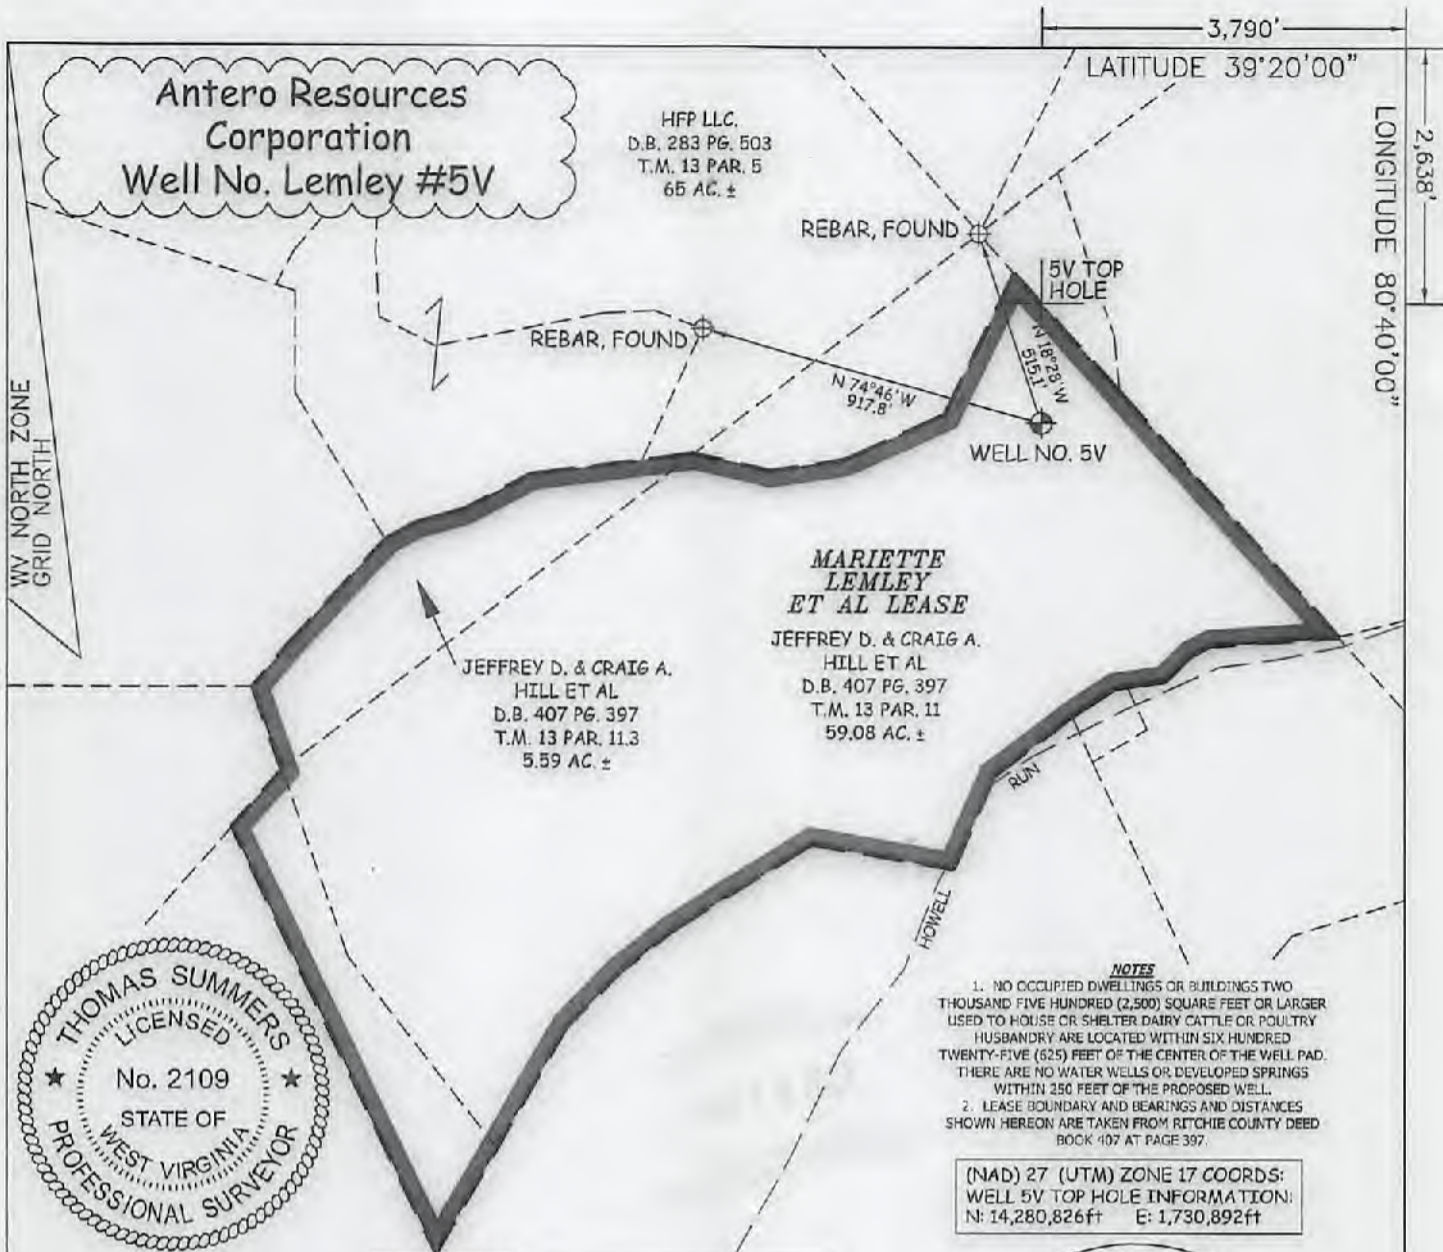 3,790'
LATITUDE 39°20'00"
2,638'
LONGITUDE 80°40'00"
Antero Resources
Corporation
Well No. Lemley #5V
HFP LLC.
D.B. 283 PG. 503
T.M. 13 PAR. 5
65 AC. ±
REBAR, FOUND
5V TOP
HOLE
REBAR, FOUND
N 18°28' W
515.1'
N 74°46' W
917.8'
WELL NO. 5V
WV NORTH ZONE
GRID NORTH
MARIETTE
LEMLEY
ET AL LEASE
JEFFREY D. & CRAIG A.
HILL ET AL
D.B. 407 PG. 397
T.M. 13 PAR. 11
59.08 AC. ±
JEFFREY D. & CRAIG A.
HILL ET AL
D.B. 407 PG. 397
T.M. 13 PAR. 11.3
5.59 AC. ±
RUN
HOWELL
THOMAS SUMMERS
LICENSED
No. 2109
STATE OF
WEST VIRGINIA
PROFESSIONAL SURVEYOR
NOTES
1. NO OCCUPIED DWELLINGS OR BUILDINGS TWO
THOUSAND FIVE HUNDRED (2,500) SQUARE FEET OR LARGER
USED TO HOUSE OR SHELTER DAIRY CATTLE OR POULTRY
HUSBANDRY ARE LOCATED WITHIN SIX HUNDRED
TWENTY-FIVE (625) FEET OF THE CENTER OF THE WELL PAD.
THERE ARE NO WATER WELLS OR DEVELOPED SPRINGS
WITHIN 250 FEET OF THE PROPOSED WELL.
2. LEASE BOUNDARY AND BEARINGS AND DISTANCES
SHOWN HEREON ARE TAKEN FROM RITCHIE COUNTY DEED
BOOK 407 AT PAGE 397.
(NAD) 27 (UTM) ZONE 17 COORDS:
WELL 5V TOP HOLE INFORMATION:
N: 14,280,826ft E: 1,730,892ft